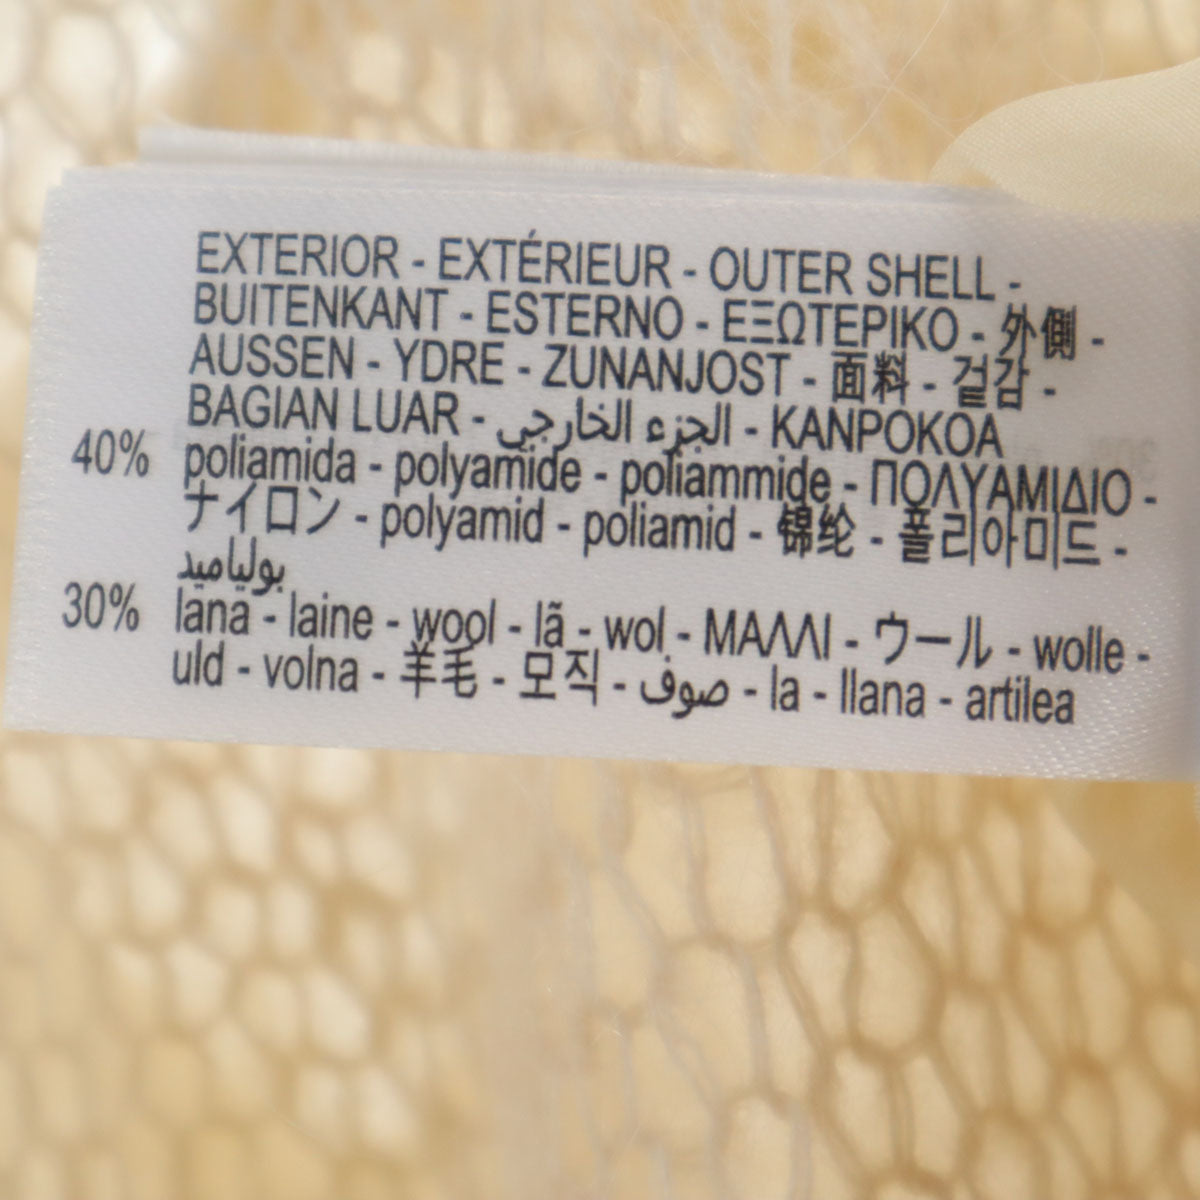 EXTERIOR - EXTÉRIEUR - OUTER SHELL -
BUITENKANT - ESTERNO - ΕΞΩΤΕΡΙΚΟ - 外側 -
AUSSEN - YDRE - ZUNANJOST - 面料 - 겉감 -
BAGIAN LUAR - الجزء الخارجي - KANPOKOA
40% poliamida - polyamide - poliammide - ΠΟΛΥΑΜΙΔΙΟ -
ナイロン - polyamid - poliamid - 锦纶 - 폴리아미드 -
بولياميد
30% lana - laine - wool - lã - wol - ΜΑΛΛΙ - ウール - wolle -
uld - volna - 羊毛 - 모직 - صوف - la - llana - artilea